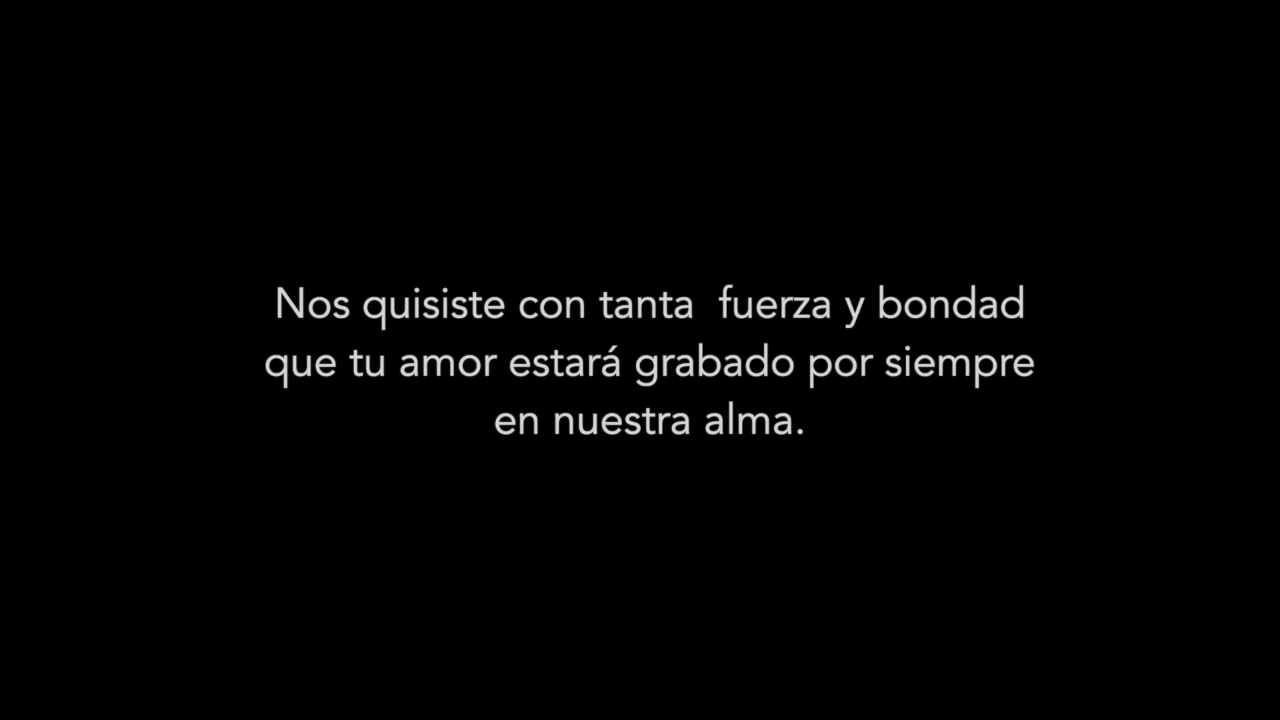 Nos quisiste con tanta  fuerza y bondad
que tu amor estará grabado por siempre
en nuestra alma.